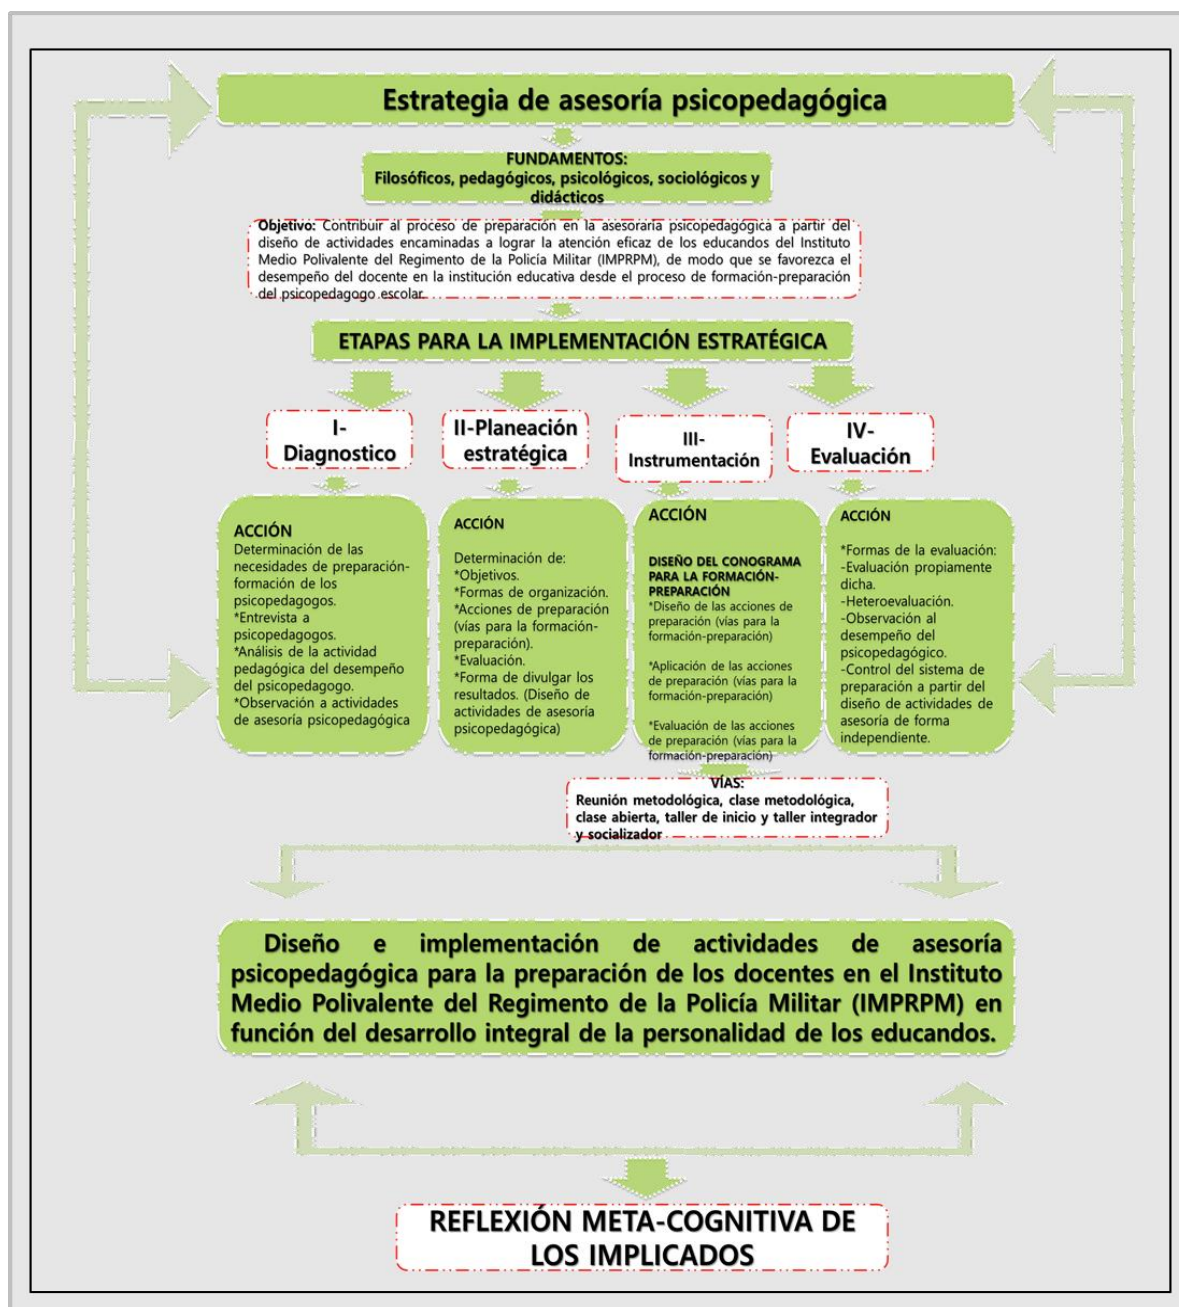 Estrategia de asesoría psicopedagógica
FUNDAMENTOS:
Filosóficos, pedagógicos, psicológicos, sociológicos y
didácticos
Objetivo: Contribuir al proceso de preparación en la asesoraría psicopedagógica a partir del
diseño de actividades encaminadas a lograr la atención eficaz de los educandos del Instituto
Medio Polivalente del Regimento de la Policía Militar (IMPRPM), de modo que se favorezca el
desempeño del docente en la institución educativa desde el proceso de formación-preparación
del psicopedagogo escolar.
ETAPAS PARA LA IMPLEMENTACIÓN ESTRATÉGICA
I-
Diagnostico
II-Planeación
estratégica
III-
Instrumentación
IV-
Evaluación
ACCIÓN
Determinación de las
necesidades de preparación-
formación de los
psicopedagogos.
*Entrevista a
psicopedagogos.
*Análisis de la actividad
pedagógica del desempeño
del psicopedagogo.
*Observación a actividades
de asesoría psicopedagógica
ACCIÓN
Determinación de:
*Objetivos.
*Formas de organización.
*Acciones de preparación
(vías para la formación-
preparación).
*Evaluación.
*Forma de divulgar los
resultados. (Diseño de
actividades de asesoría
psicopedagógica)
ACCIÓN
DISEÑO DEL CONOGRAMA
PARA LA FORMACIÓN-
PREPARACIÓN
*Diseño de las acciones de
preparación (vías para la
formación-preparación)
*Aplicación de las acciones
de preparación (vías para la
formación-preparación)
*Evaluación de las acciones
de preparación (vías para la
formación-preparación)
ACCIÓN
*Formas de la evaluación:
-Evaluación propiamente
dicha.
-Heteroevaluación.
-Observación al
desempeño del
psicopedagógico.
-Control del sistema de
preparación a partir del
diseño de actividades de
asesoría de forma
independiente.
VÍAS:
Reunión metodológica, clase metodológica,
clase abierta, taller de inicio y taller integrador
y socializador
Diseño e implementación de actividades de asesoría
psicopedagógica para la preparación de los docentes en el Instituto
Medio Polivalente del Regimento de la Policía Militar (IMPRPM) en
función del desarrollo integral de la personalidad de los educandos.
REFLEXIÓN META-COGNITIVA DE
LOS IMPLICADOS